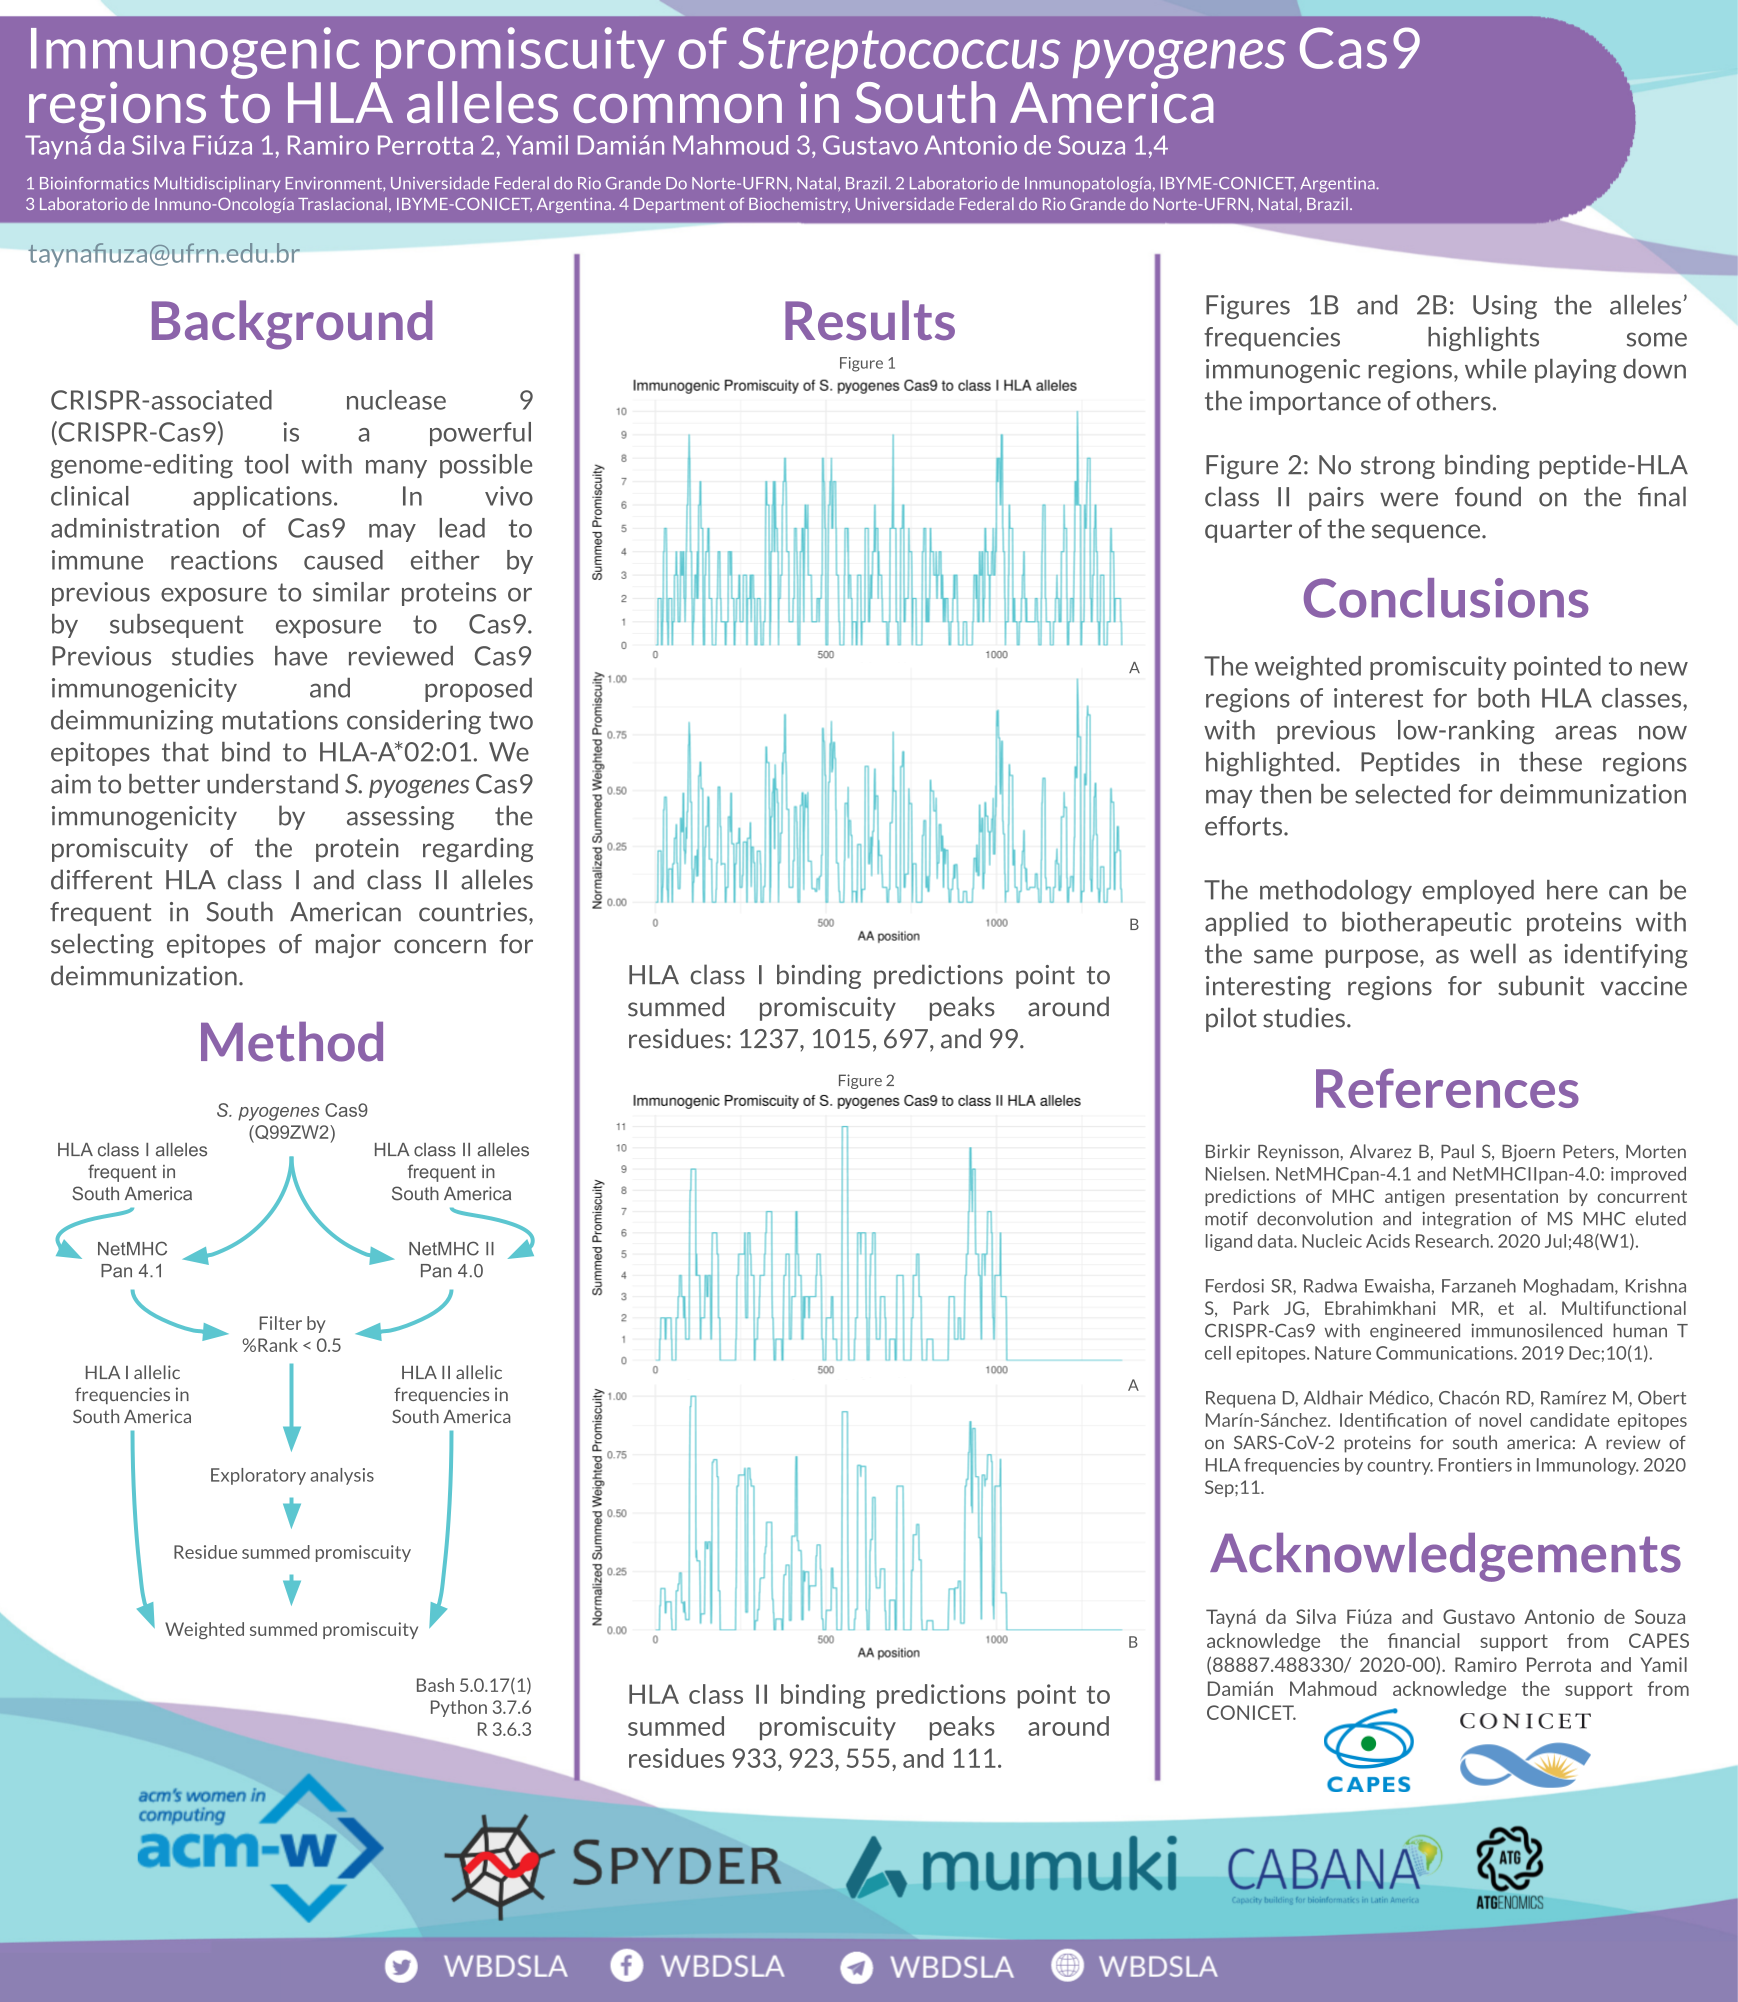 Immunogenic promiscuity of Streptococcus pyogenes Cas9
regions to HLA alleles common in South America
Tayná da Silva Fiúza 1, Ramiro Perrotta 2, Yamil Damián Mahmoud 3, Gustavo Antonio de Souza 1,4
1 Bioinformatics Multidisciplinary Environment, Universidade Federal do Rio Grande Do Norte-UFRN, Natal, Brazil. 2 Laboratorio de Inmunopatología, IBYME-CONICET, Argentina.
3 Laboratorio de Inmuno-Oncología Traslacional, IBYME-CONICET, Argentina. 4 Department of Biochemistry, Universidade Federal do Rio Grande do Norte-UFRN, Natal, Brazil.
taynafiuza@ufrn.edu.br
Background
CRISPR-associated nuclease 9
(CRISPR-Cas9) is a powerful
genome-editing tool with many possible
clinical applications. In vivo
administration of Cas9 may lead to
immune reactions caused either by
previous exposure to similar proteins or
by subsequent exposure to Cas9.
Previous studies have reviewed Cas9
immunogenicity and proposed
deimmunizing mutations considering two
epitopes that bind to HLA-A*02:01. We
aim to better understand S. pyogenes Cas9
immunogenicity by assessing the
promiscuity of the protein regarding
different HLA class I and class II alleles
frequent in South American countries,
selecting epitopes of major concern for
deimmunization.
Method
S. pyogenes Cas9
(Q99ZW2)
HLA class I alleles
frequent in
South America
HLA class II alleles
frequent in
South America
NetMHC
Pan 4.1
NetMHC II
Pan 4.0
Filter by
%Rank < 0.5
HLA I allelic
frequencies in
South America
HLA II allelic
frequencies in
South America
Exploratory analysis
Residue summed promiscuity
Weighted summed promiscuity
Bash 5.0.17(1)
Python 3.7.6
R 3.6.3
Results
Figure 1
Immunogenic Promiscuity of S. pyogenes Cas9 to class I HLA alleles
Summed Promiscuity
10
9
8
7
6
5
4
3
2
1
0
0 500 1000
A
Normalized Summed Weighted Promiscuity
1.00
0.75
0.50
0.25
0.00
0 500 1000
B
AA position
HLA class I binding predictions point to
summed promiscuity peaks around
residues: 1237, 1015, 697, and 99.
Figure 2
Immunogenic Promiscuity of S. pyogenes Cas9 to class II HLA alleles
Summed Promiscuity
11
10
9
8
7
6
5
4
3
2
1
0
0 500 1000
A
Normalized Summed Weighted Promiscuity
1.00
0.75
0.50
0.25
0.00
0 500 1000
B
AA position
HLA class II binding predictions point to
summed promiscuity peaks around
residues 933, 923, 555, and 111.
Figures 1B and 2B: Using the alleles’
frequencies highlights some
immunogenic regions, while playing down
the importance of others.
Figure 2: No strong binding peptide-HLA
class II pairs were found on the final
quarter of the sequence.
Conclusions
The weighted promiscuity pointed to new
regions of interest for both HLA classes,
with previous low-ranking areas now
highlighted. Peptides in these regions
may then be selected for deimmunization
efforts.
The methodology employed here can be
applied to biotherapeutic proteins with
the same purpose, as well as identifying
interesting regions for subunit vaccine
pilot studies.
References
Birkir Reynisson, Alvarez B, Paul S, Bjoern Peters, Morten
Nielsen. NetMHCpan-4.1 and NetMHCIIpan-4.0: improved
predictions of MHC antigen presentation by concurrent
motif deconvolution and integration of MS MHC eluted
ligand data. Nucleic Acids Research. 2020 Jul;48(W1).
Ferdosi SR, Radwa Ewaisha, Farzaneh Moghadam, Krishna
S, Park JG, Ebrahimkhani MR, et al. Multifunctional
CRISPR-Cas9 with engineered immunosilenced human T
cell epitopes. Nature Communications. 2019 Dec;10(1).
Requena D, Aldhair Médico, Chacón RD, Ramírez M, Obert
Marín-Sánchez. Identification of novel candidate epitopes
on SARS-CoV-2 proteins for south america: A review of
HLA frequencies by country. Frontiers in Immunology. 2020
Sep;11.
Acknowledgements
Tayná da Silva Fiúza and Gustavo Antonio de Souza
acknowledge the financial support from CAPES
(88887.488330/ 2020-00). Ramiro Perrota and Yamil
Damián Mahmoud acknowledge the support from
CONICET.
CAPES
CONICET
acm's women in
computing
acm-w
SPYDER
mumuki
CABANA
Capacity building for bioinformatics in Latin America
ATG
ATGENOMICS
WBDSLA WBDSLA WBDSLA WBDSLA